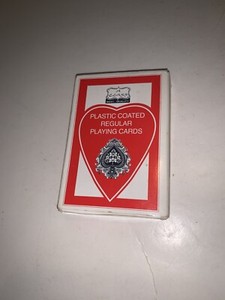 PLASTIC COATED
REGULAR
PLAYING CARDS